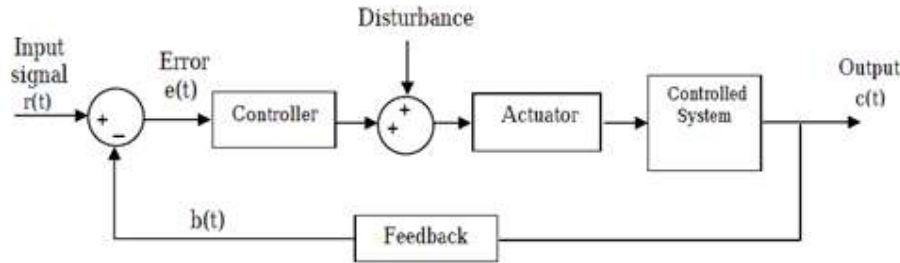 Disturbance
Input
signal
r(t)
Error
e(t)
Output
c(t)
+
−
Controller
+
+
Actuator
Controlled
System
b(t)
Feedback